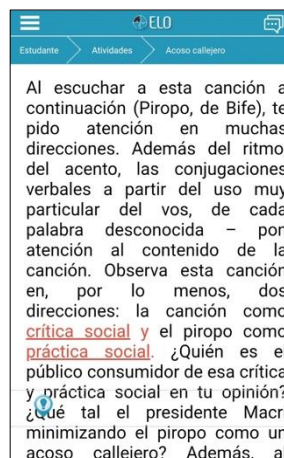 ELO
Estudante Atividades Acoso callejero
Al escuchar a esta canción a
continuación (Piropo, de Bife), te
pido atención en muchas
direcciones. Además del ritmo
del acento, las conjugaciones
verbales a partir del uso muy
particular del vos, de cada
palabra desconocida – pon
atención al contenido de la
canción. Observa esta canción
en, por lo menos, dos
direcciones: la canción como
crítica social y el piropo como
práctica social. ¿Quién es el
público consumidor de esa crítica
y práctica social en tu opinión?
¿Qué tal el presidente Macri
minimizando el piropo como un
acoso callejero? Además, al